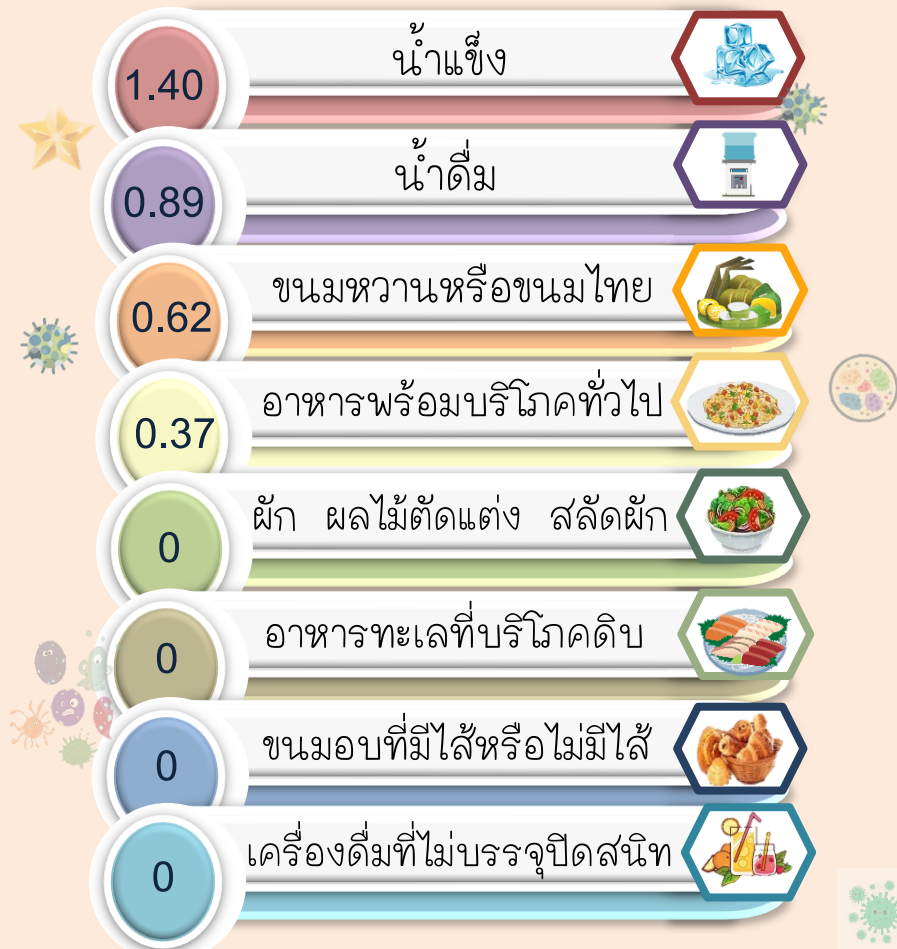 1.40 น้ำแข็ง
0.89 น้ำดื่ม
0.62 ขนมหวานหรือขนมไทย
0.37 อาหารพร้อมบริโภคทั่วไป
0 ผัก ผลไม้ตัดแต่ง สลัดผัก
0 อาหารทะเลที่บริโภคดิบ
0 ขนมอบที่มีไส้หรือไม่มีไส้
0 เครื่องดื่มที่ไม่บรรจุปิดสนิท